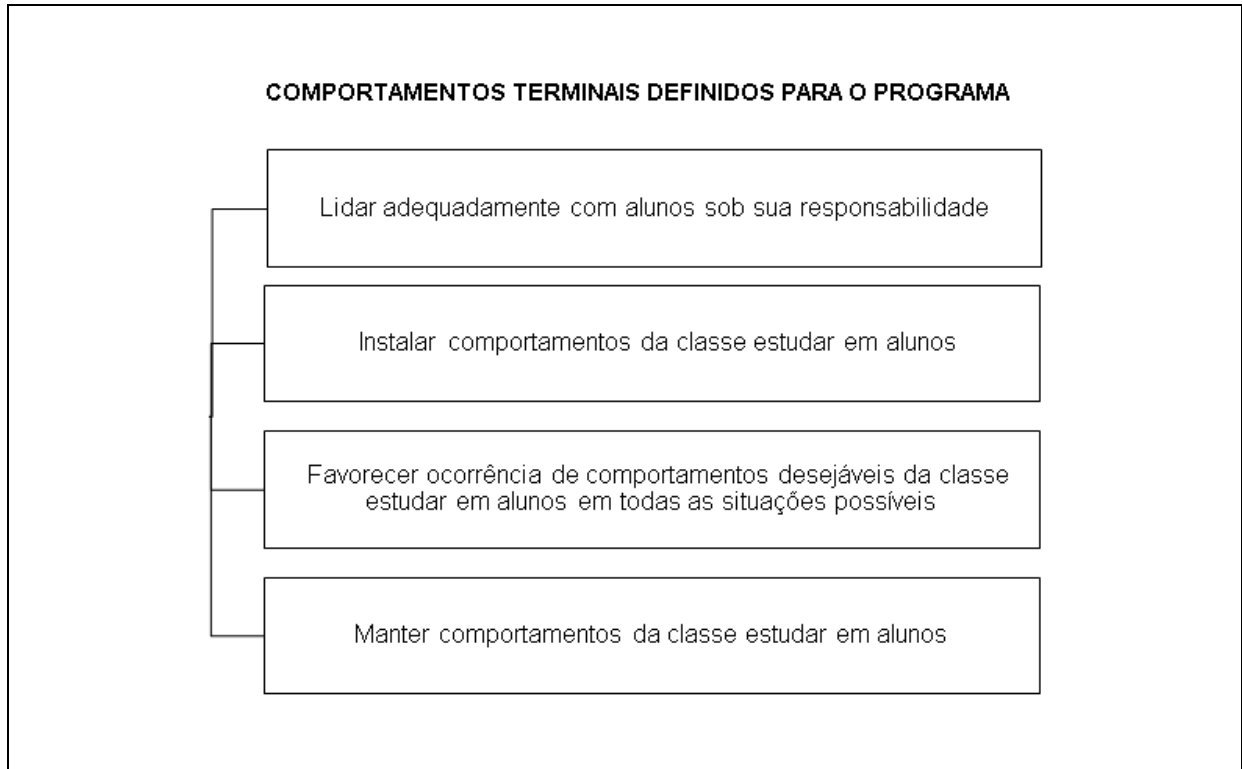 COMPORTAMENTOS TERMINAIS DEFINIDOS PARA O PROGRAMA
Lidar adequadamente com alunos sob sua responsabilidade
Instalar comportamentos da classe estudar em alunos
Favorecer ocorrência de comportamentos desejáveis da classe
estudar em alunos em todas as situações possíveis
Manter comportamentos da classe estudar em alunos